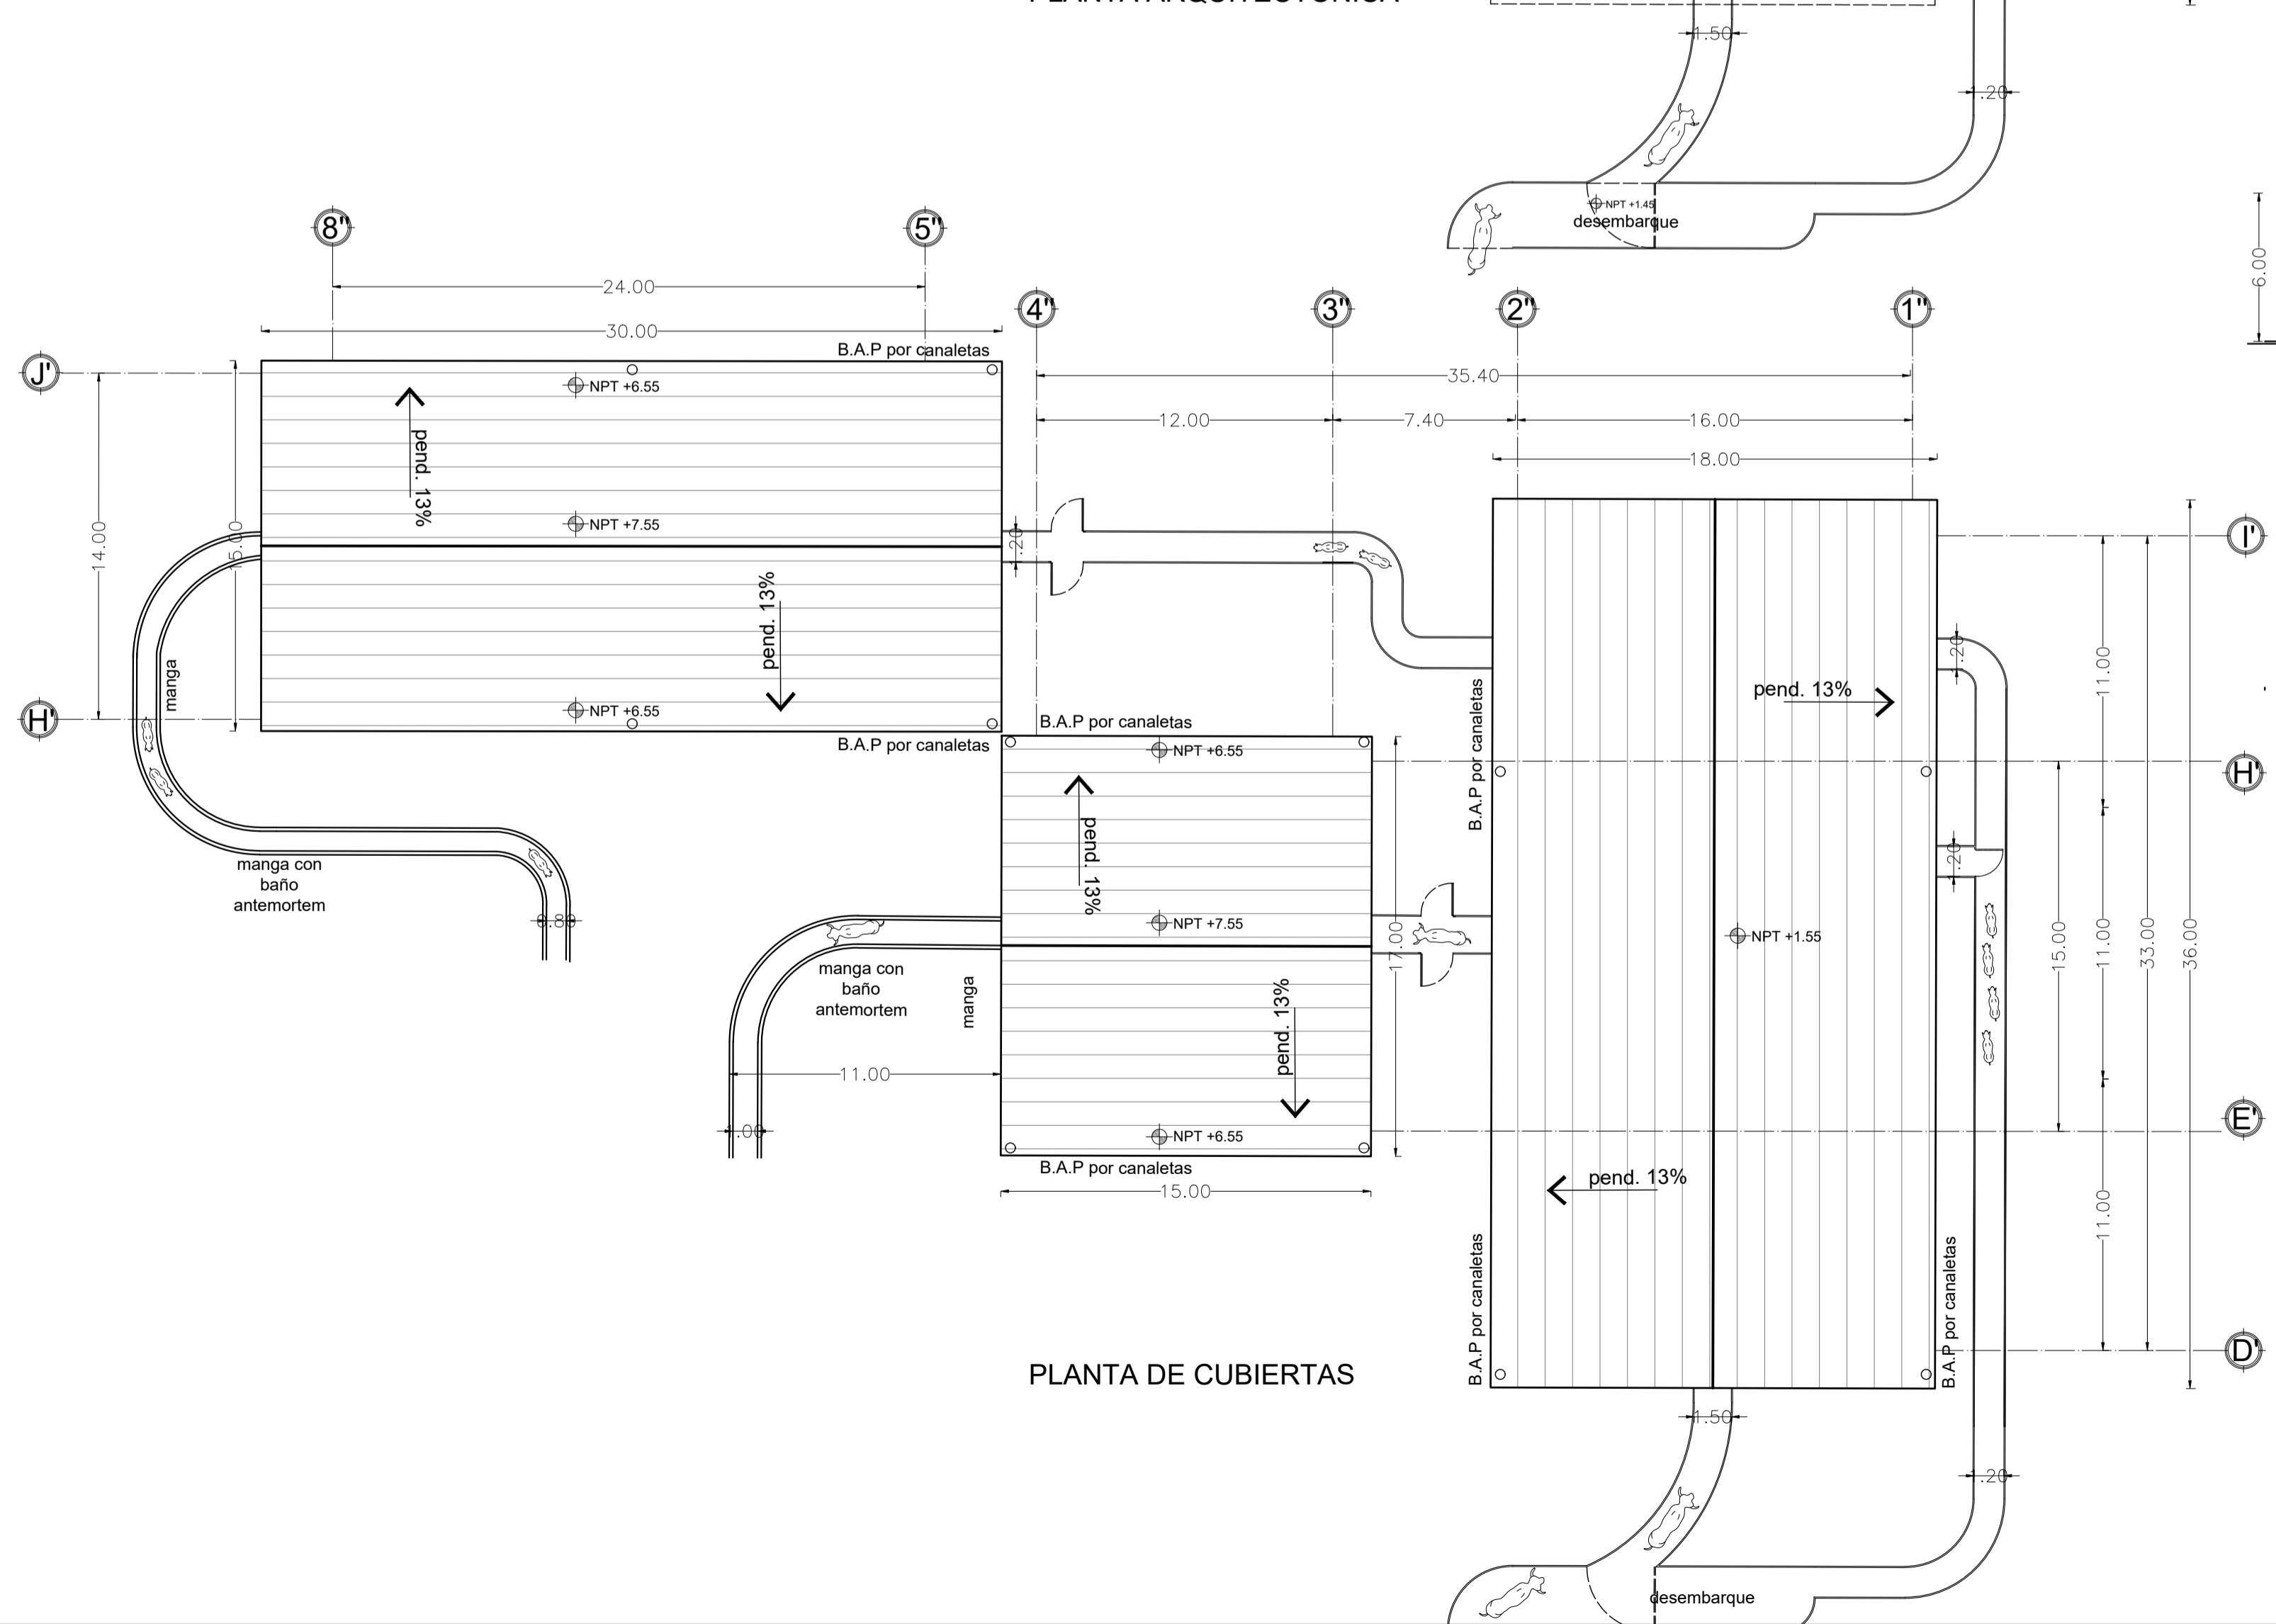 PLANTA ARQUITECTONICA
1.50
1.20
NPT +1.45
desembarque
6.00
8"
5"
24.00
4"
3"
2"
1"
30.00
B.A.P por canaletas
J'
35.40
NPT +6.55
12.00
7.40
16.00
18.00
pend. 13%
14.00
15.00
NPT +7.55
1.20
I'
pend. 13%
manga
1.20
11.00
pend. 13%
NPT +6.55
H'
B.A.P por canaletas
B.A.P por canaletas
B.A.P por canaletas
NPT +6.55
H'
pend. 13%
manga con
baño
antemortem
1.20
0.80
NPT +7.55
17.00
NPT +1.55
15.00
11.00
33.00
36.00
manga con
baño
antemortem
manga
pend. 13%
11.00
1.00
NPT +6.55
E'
B.A.P por canaletas
15.00
pend. 13%
11.00
B.A.P por canaletas
B.A.P por canaletas
D'
PLANTA DE CUBIERTAS
1.50
1.20
desembarque